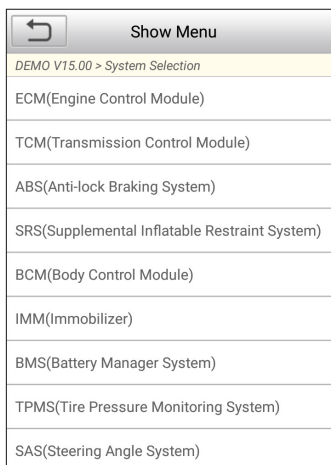 Show Menu
DEMO V15.00 > System Selection
ECM(Engine Control Module)
TCM(Transmission Control Module)
ABS(Anti-lock Braking System)
SRS(Supplemental Inflatable Restraint System)
BCM(Body Control Module)
IMM(Immobilizer)
BMS(Battery Manager System)
TPMS(Tire Pressure Monitoring System)
SAS(Steering Angle System)